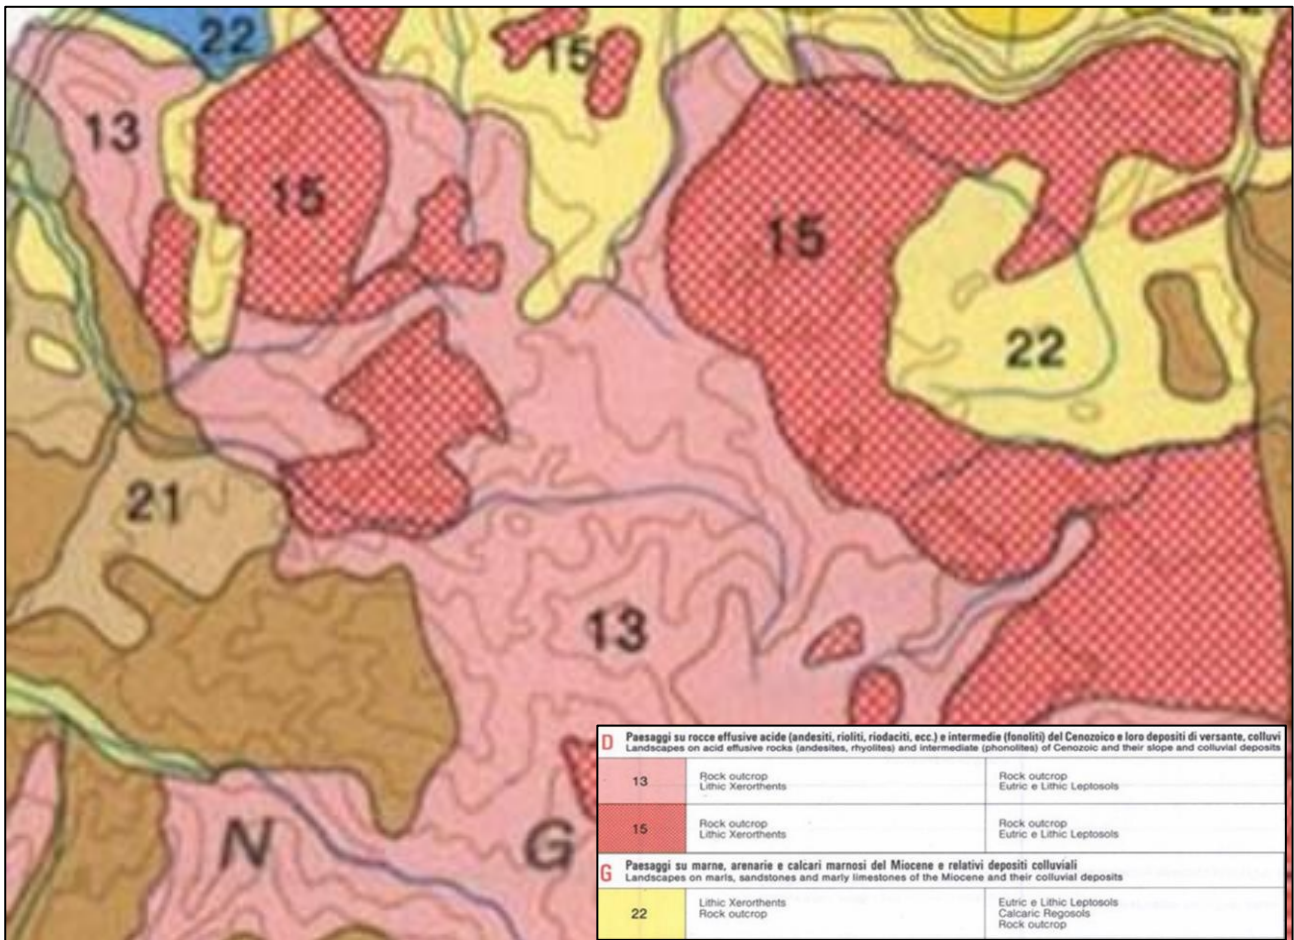 22
15
13
15
15
22
21
13
N
G
D Paesaggi su rocce effusive acide (andesiti, rioliti, riodaciti, ecc.) e intermedie (fonoliti) del Cenozoico e loro depositi di versante, colluvi
Landscapes on acid effusive rocks (andesites, rhyolites) and intermediate (phonolites) of Cenozoic and their slope and colluvial deposits
13
Rock outcrop
Lithic Xerorthents
Rock outcrop
Eutric e Lithic Leptosols
15
Rock outcrop
Lithic Xerorthents
Rock outcrop
Eutric e Lithic Leptosols
G Paesaggi su marne, arenarie e calcari marnosi del Miocene e relativi depositi colluviali
Landscapes on marls, sandstones and marly limestones of the Miocene and their colluvial deposits
22
Lithic Xerorthents
Rock outcrop
Eutric e Lithic Leptosols
Calcaric Regosols
Rock outcrop